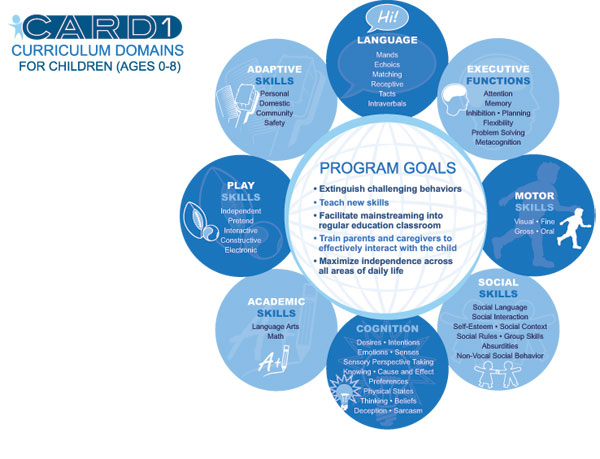 CARD1
CURRICULUM DOMAINS
FOR CHILDREN (AGES 0-8)
Hi!
LANGUAGE
Mands
Echoics
Matching
Receptive
Tacts
Intraverbals
EXECUTIVE
FUNCTIONS
Attention
Memory
Inhibition • Planning
Flexibility
Problem Solving
Metacognition
MOTOR
SKILLS
Visual • Fine
Gross • Oral
SOCIAL
SKILLS
Social Language
Social Interaction
Self-Esteem • Social Context
Social Rules • Group Skills
Absurdities
Non-Vocal Social Behavior
COGNITION
Desires • Intentions
Emotions • Senses
Sensory Perspective Taking
Knowing • Cause and Effect
Preferences
Physical States
Thinking • Beliefs
Deception • Sarcasm
ACADEMIC
SKILLS
Language Arts
Math
A+
PLAY
SKILLS
Independent
Pretend
Interactive
Constructive
Electronic
ADAPTIVE
SKILLS
Personal
Domestic
Community
Safety
PROGRAM GOALS
• Extinguish challenging behaviors
• Teach new skills
• Facilitate mainstreaming into
regular education classroom
• Train parents and caregivers to
effectively interact with the child
• Maximize independence across
all areas of daily life